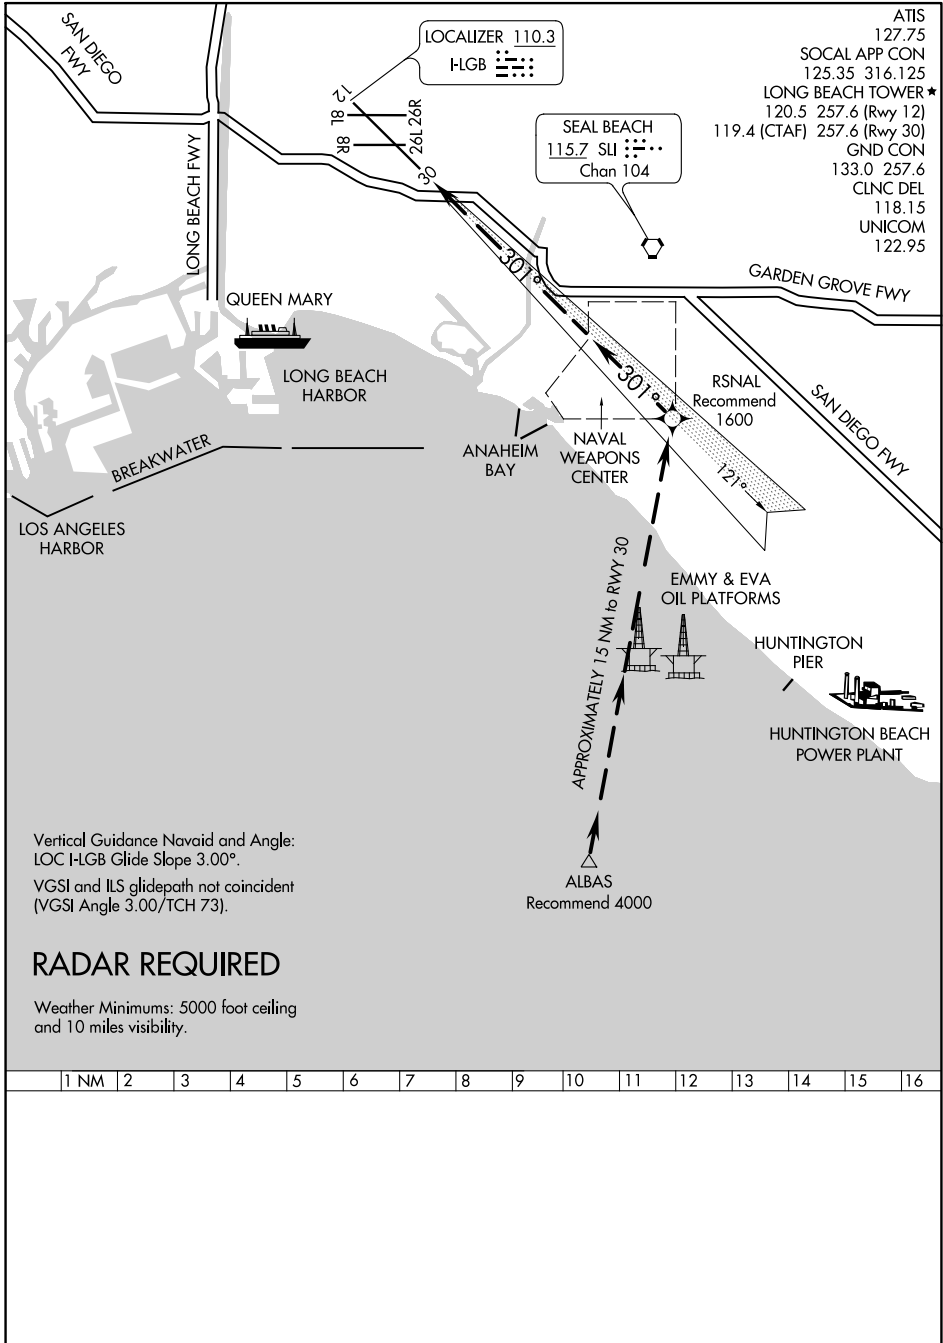 ATIS
127.75
SOCAL APP CON
125.35 316.125
LONG BEACH TOWER★
120.5 257.6 (Rwy 12)
119.4 (CTAF) 257.6 (Rwy 30)
GND CON
133.0 257.6
CLNC DEL
118.15
UNICOM
122.95
SAN DIEGO
FWY
LOCALIZER 110.3
I-LGB
12
8L
26R
8R
26L
30
SEAL BEACH
115.7 SLI
Chan 104
LONG BEACH FWY
GARDEN GROVE FWY
301°
QUEEN MARY
LONG BEACH
HARBOR
301°
RSNAL
Recommend
1600
SAN DIEGO FWY
BREAKWATER
ANAHEIM
BAY
NAVAL
WEAPONS
CENTER
121°
LOS ANGELES
HARBOR
APPROXIMATELY 15 NM to RWY 30
EMMY & EVA
OIL PLATFORMS
HUNTINGTON
PIER
HUNTINGTON BEACH
POWER PLANT
Vertical Guidance Navaid and Angle:
LOC I-LGB Glide Slope 3.00°.
VGSI and ILS glidepath not coincident
(VGSI Angle 3.00/TCH 73).
ALBAS
Recommend 4000
RADAR REQUIRED
Weather Minimums: 5000 foot ceiling
and 10 miles visibility.
1 NM 2 3 4 5 6 7 8 9 10 11 12 13 14 15 16